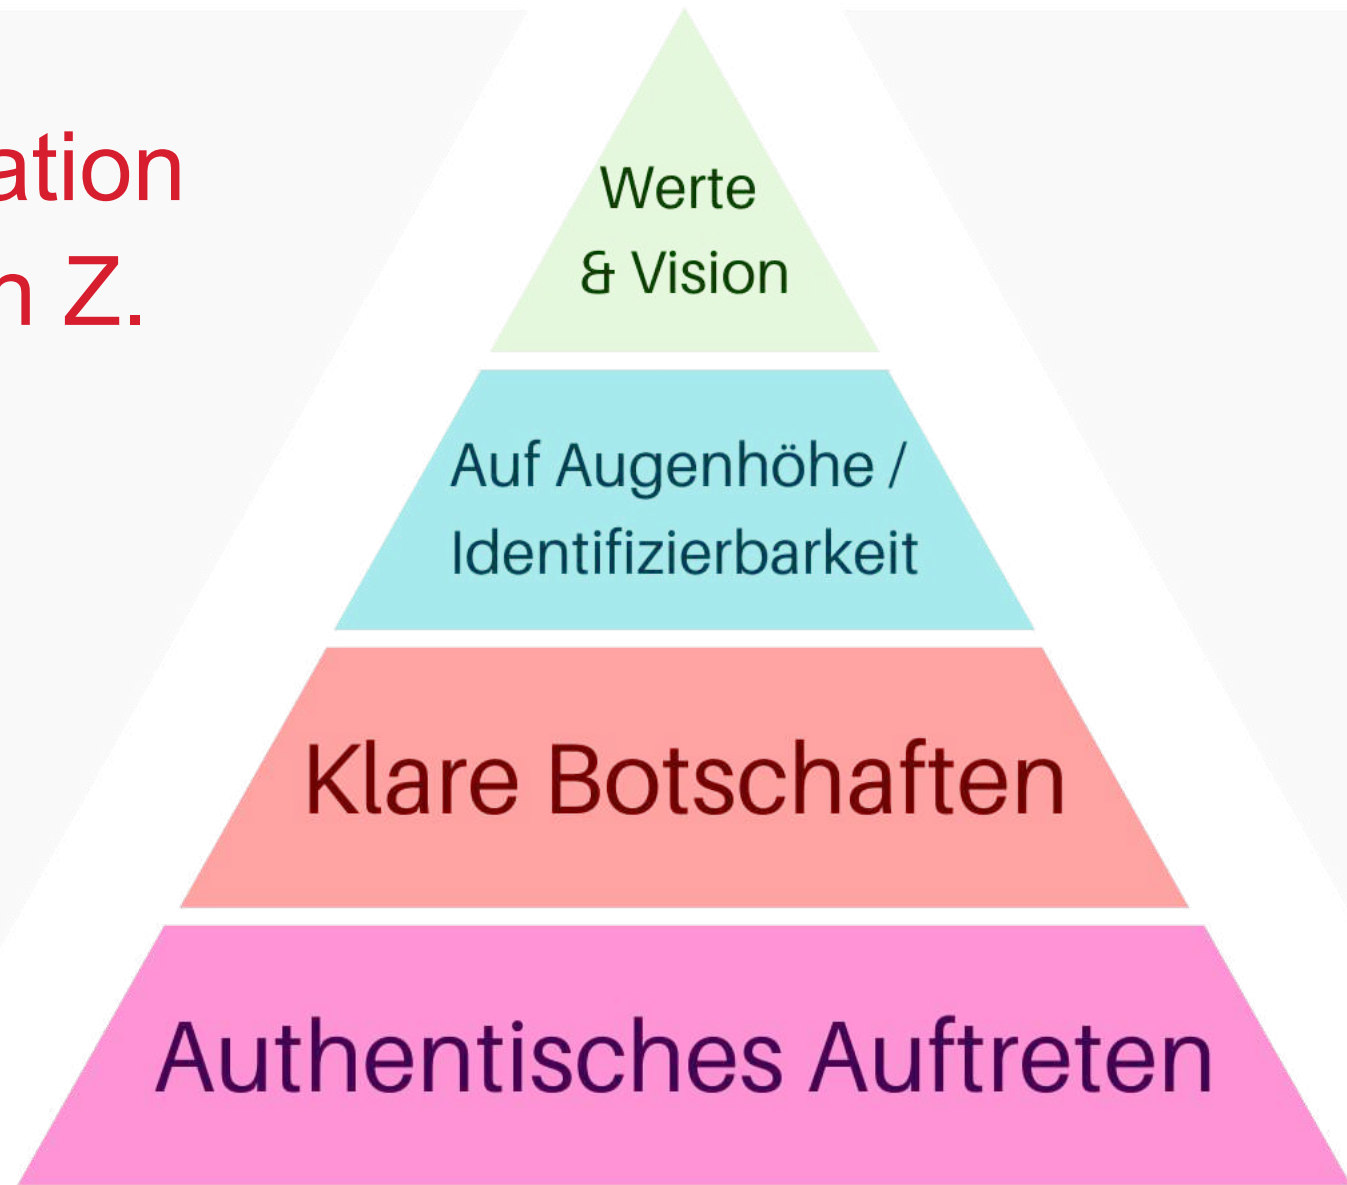 ation
n Z.
Werte
& Vision
Auf Augenhöhe /
Identifizierbarkeit
Klare Botschaften
Authentisches Auftreten